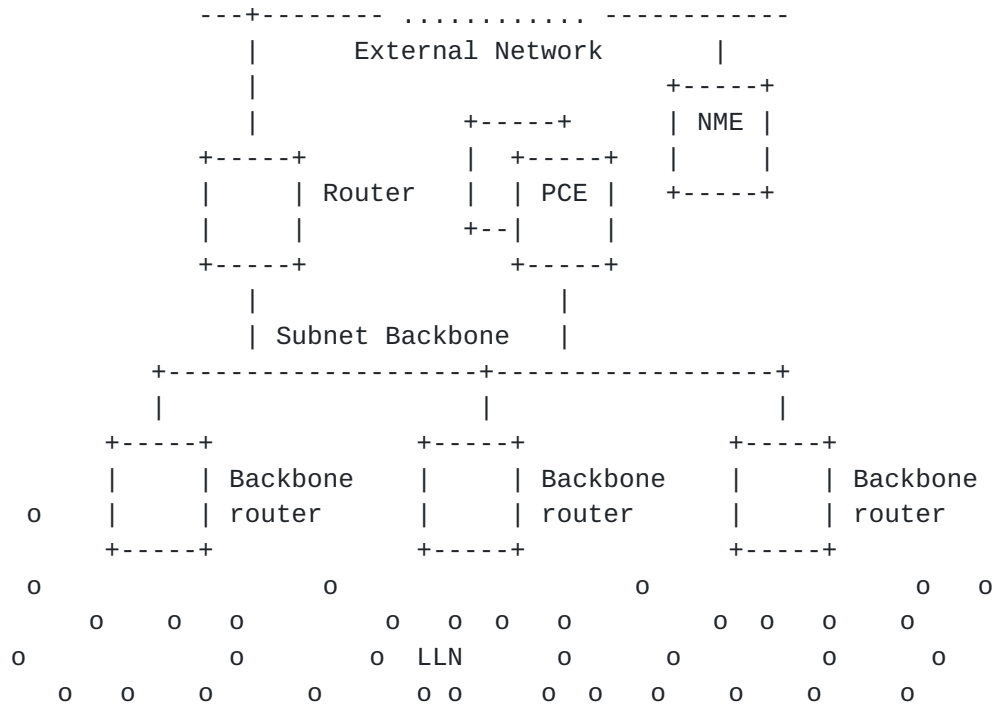 External Network
NME
Router
PCE
Subnet Backbone
Backbone Backbone Backbone
o router router router
o o o o o
o o o o o o o o o o o
o o o LLN o o o o
o o o o o o o o o o o o